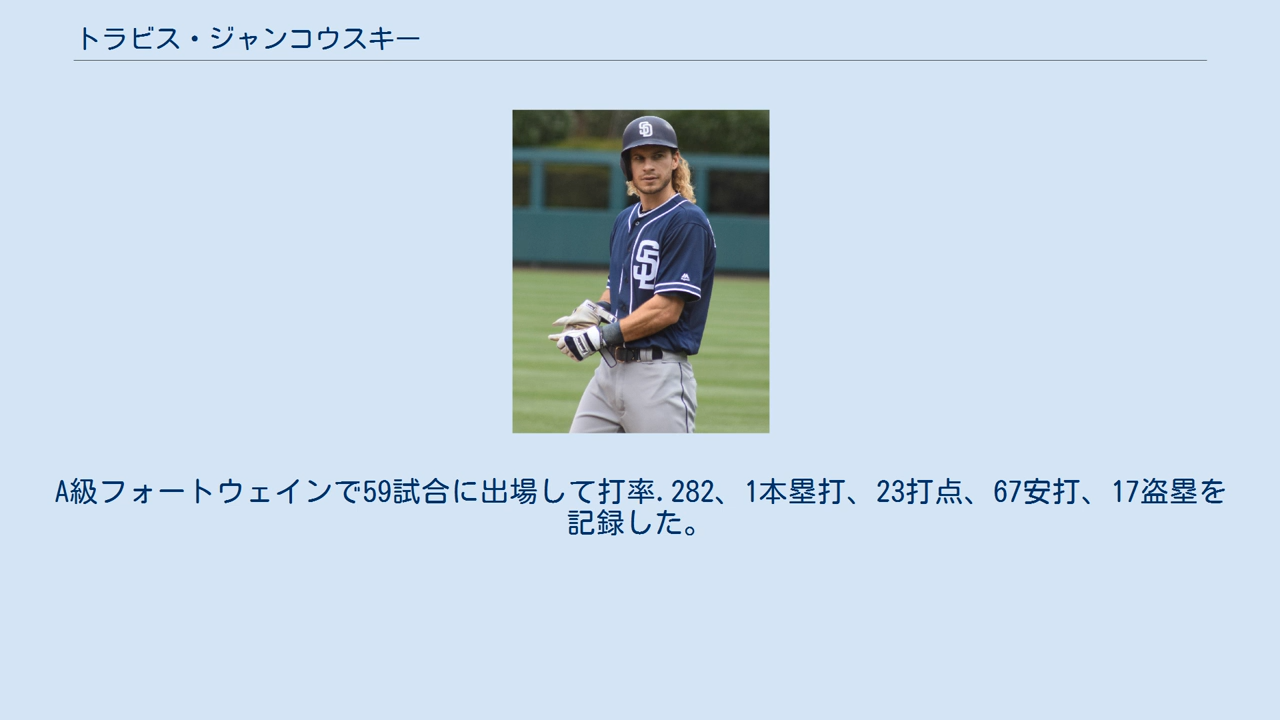 トラビス・ジャンコウスキー
SD
SD
A級フォートウェインで59試合に出場して打率.282、1本塁打、23打点、67安打、17盗塁を
記録した。